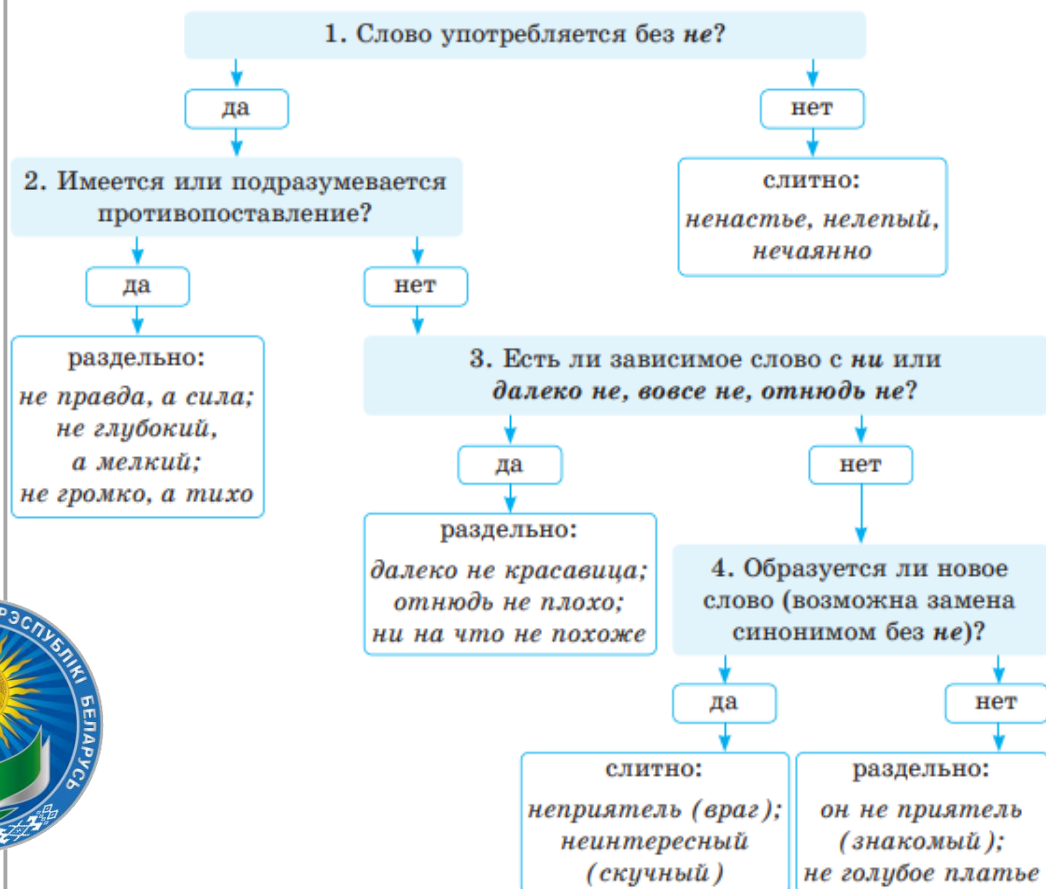 1. Слово употребляется без не?
да
нет
2. Имеется или подразумевается
противопоставление?
слитно:
ненастье, нелепый,
нечаянно
да
нет
раздельно:
не правда, а сила;
не глубокий,
а мелкий;
не громко, а тихо
3. Есть ли зависимое слово с ни или
далеко не, вовсе не, отнюдь не?
да
нет
раздельно:
далеко не красавица;
отнюдь не плохо;
ни на что не похоже
4. Образуется ли новое
слово (возможна замена
синонимом без не)?
да
нет
слитно:
неприятель (враг);
неинтересный
(скучный)
раздельно:
он не приятель
(знакомый);
не голубое платье
РЭСПУБЛІКІ БЕЛАРУСЬ